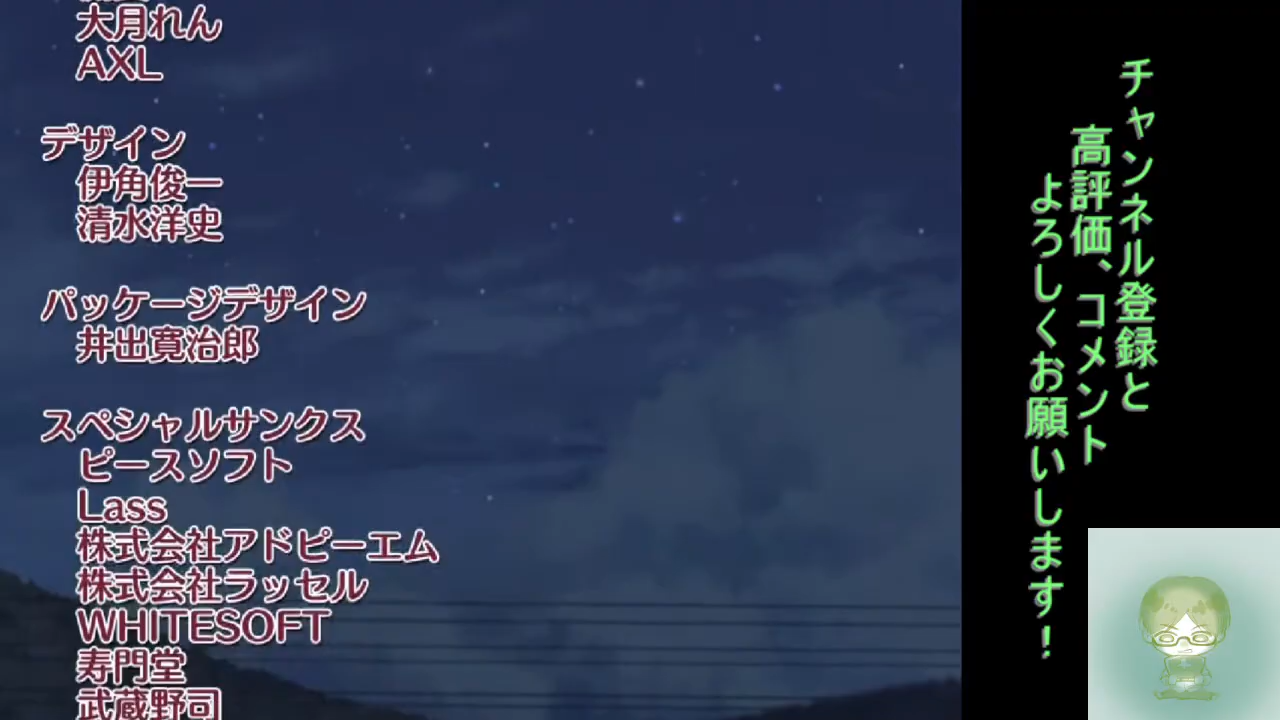 大月れん
AXL
デザイン
伊角俊一
清水洋史
パッケージデザイン
井出寛治郎
スペシャルサンクス
ピースソフト
Lass
株式会社アドピーエム
株式会社ラッセル
WHITESOFT
寿門堂
武蔵野司
チャンネル登録と
高評価、コメント
よろしくお願いします!